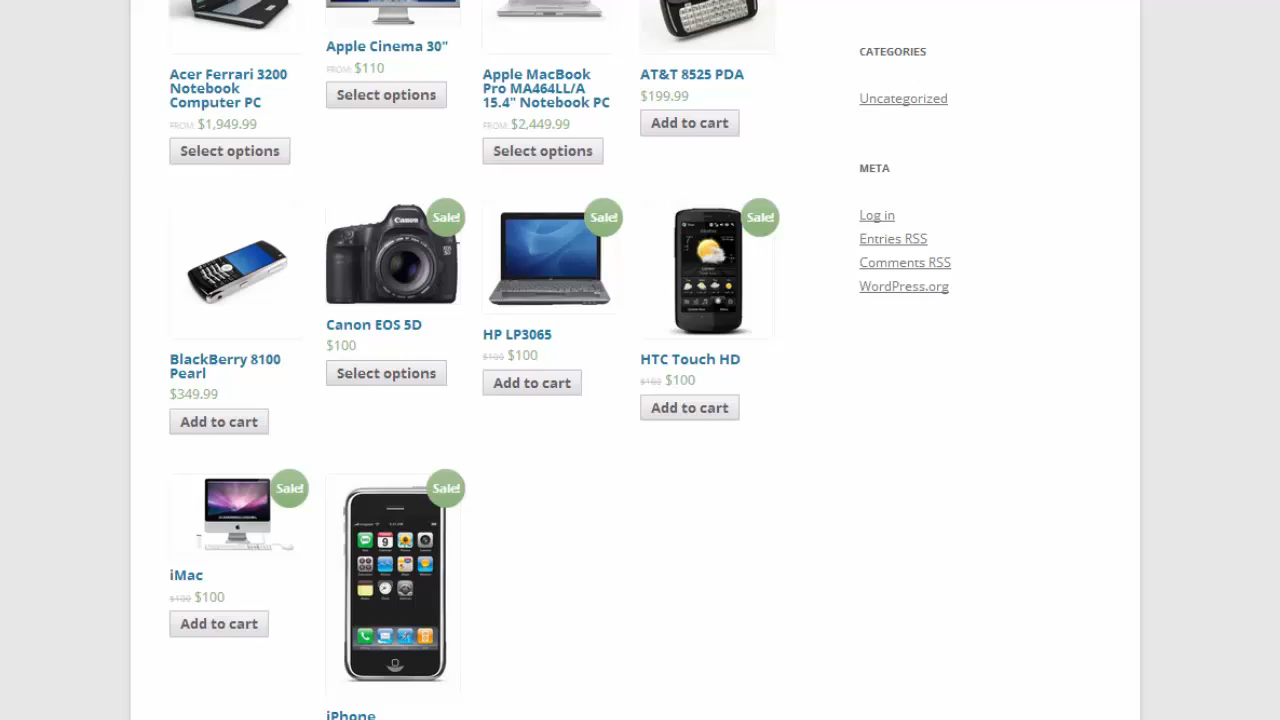 Apple Cinema 30"
FROM: $110
Select options
Acer Ferrari 3200
Notebook
Computer PC
FROM: $1,949.99
Select options
Apple MacBook
Pro MA464LL/A
15.4" Notebook PC
FROM: $2,449.99
Select options
AT&T 8525 PDA
$199.99
Add to cart
CATEGORIES
Uncategorized
META
Log in
Entries RSS
Comments RSS
WordPress.org
BlackBerry 8100
Pearl
$349.99
Add to cart
Canon
Sale!
Canon EOS 5D
$100
Select options
Sale!
HP LP3065
$100 $100
Add to cart
Sale!
HTC Touch HD
$100 $100
Add to cart
Sale!
iMac
$100 $100
Add to cart
Sale!
iPhone